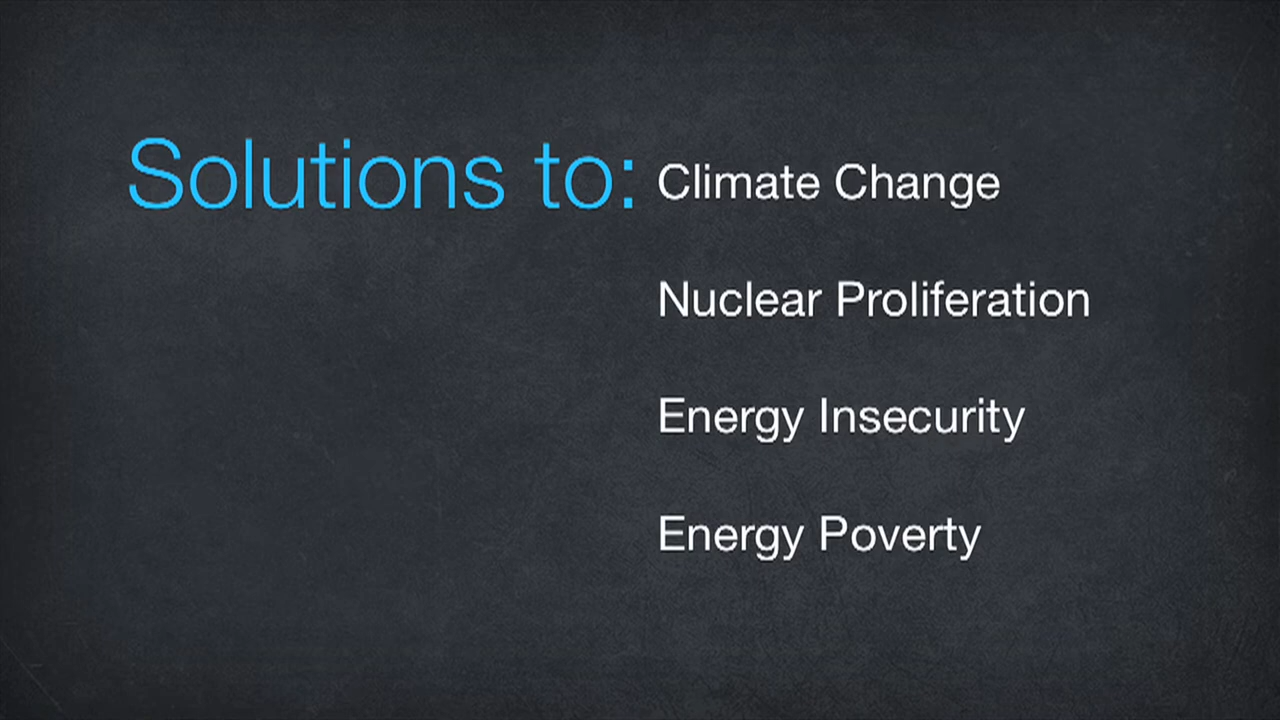 Solutions to: Climate Change
Nuclear Proliferation
Energy Insecurity
Energy Poverty